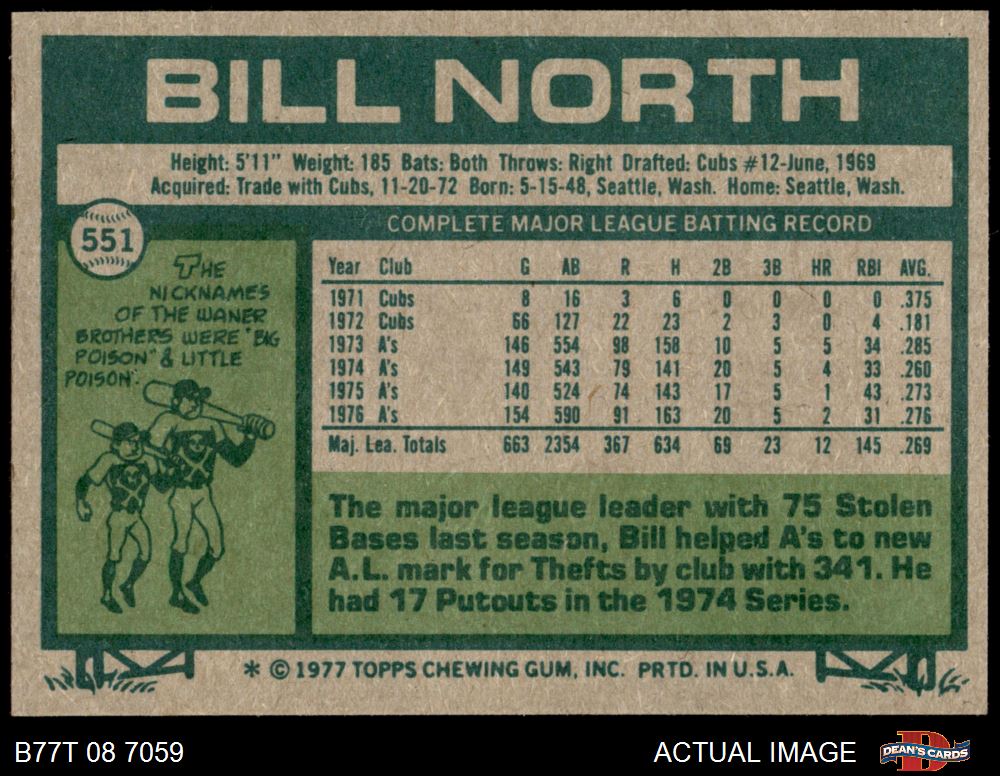 BILL NORTH
Height: 5'11" Weight: 185 Bats: Both Throws: Right Drafted: Cubs #12-June, 1969
Acquired: Trade with Cubs, 11-20-72 Born: 5-15-48, Seattle, Wash. Home: Seattle, Wash.
551
THE
NICKNAMES
OF THE WANER
BROTHERS WERE "BIG
POISON" & LITTLE
POISON".
COMPLETE MAJOR LEAGUE BATTING RECORD
Year Club G AB R H 2B 3B HR RBI AVG.
1971 Cubs 8 16 3 6 0 0 0 0 .375
1972 Cubs 66 127 22 23 2 3 0 4 .181
1973 A's 146 554 98 158 10 5 5 34 .285
1974 A's 149 543 79 141 20 5 4 33 .260
1975 A's 140 524 74 143 17 5 1 43 .273
1976 A's 154 590 91 163 20 5 2 31 .276
Maj. Lea. Totals 663 2354 367 634 69 23 12 145 .269
The major league leader with 75 Stolen
Bases last season, Bill helped A's to new
A.L. mark for Thefts by club with 341. He
had 17 Putouts in the 1974 Series.
* © 1977 TOPPS CHEWING GUM, INC. PRTD. IN U.S.A.
B77T 08 7059 ACTUAL IMAGE D DEAN'S CARDS